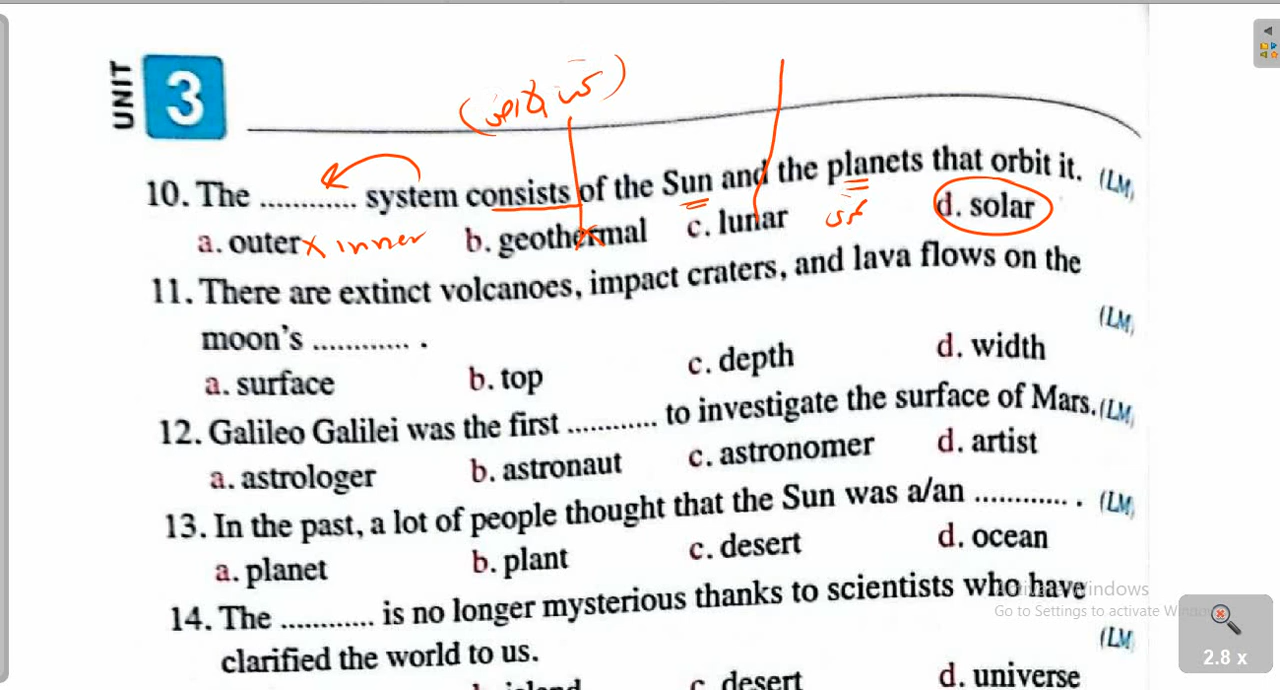 UNIT
3
10. The ............ system consists of the Sun and the planets that orbit it. (LM)
a. outer x inner b. geothermal c. lunar d. solar
11. There are extinct volcanoes, impact craters, and lava flows on the
moon's ............ . (LM)
a. surface b. top c. depth d. width
12. Galileo Galilei was the first ........... to investigate the surface of Mars. (LM)
a. astrologer b. astronaut c. astronomer d. artist
13. In the past, a lot of people thought that the Sun was a/an ............ . (LM)
a. planet b. plant c. desert d. ocean
14. The ............ is no longer mysterious thanks to scientists who have
clarified the world to us. (LM)
b. island c. desert d. universe
Activate Windows
Go to Settings to activate Windows.
2.8 x